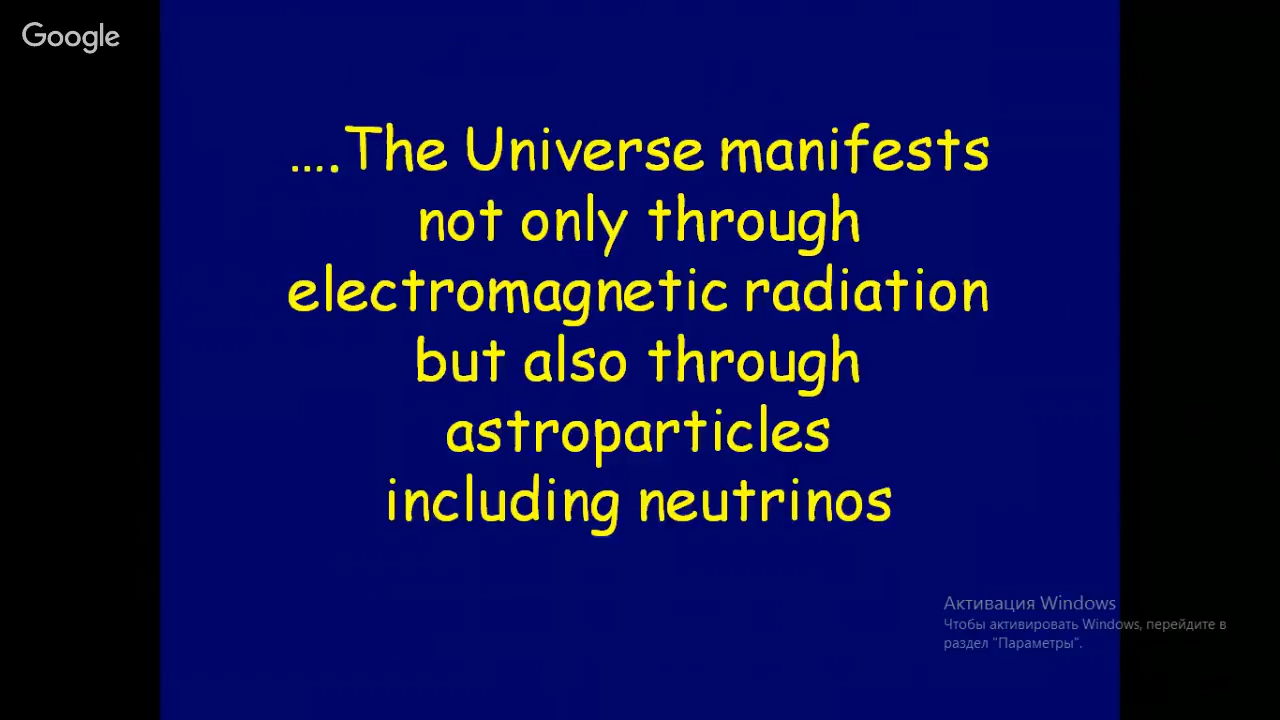 Google
....The Universe manifests
not only through
electromagnetic radiation
but also through
astroparticles
including neutrinos
Активация Windows
Чтобы активировать Windows, перейдите в
раздел "Параметры".